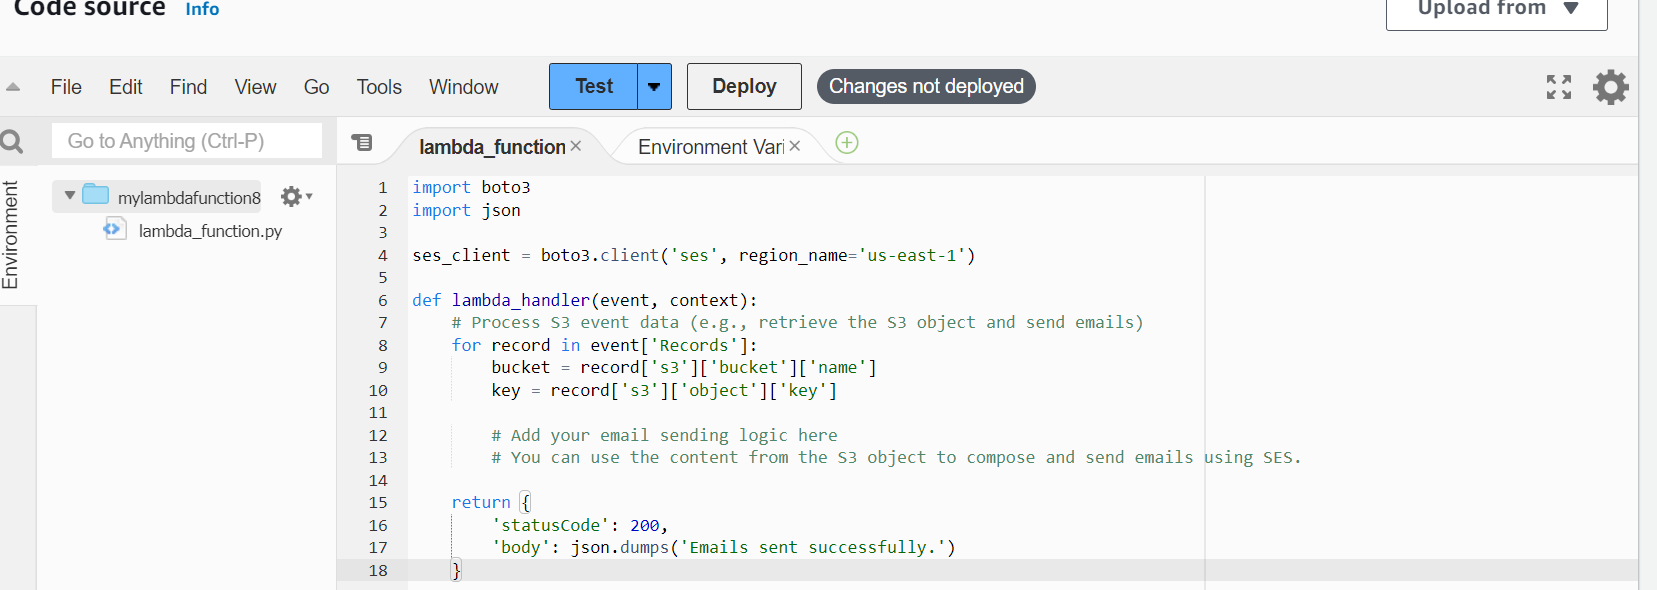 Code source Info
Upload from
File Edit Find View Go Tools Window Test Deploy Changes not deployed
Go to Anything (Ctrl-P)
lambda_function × Environment Vari ×
Environment
mylambdafunction8
lambda_function.py
1 import boto3
2 import json
3
4 ses_client = boto3.client('ses', region_name='us-east-1')
5
6 def lambda_handler(event, context):
7     # Process S3 event data (e.g., retrieve the S3 object and send emails)
8     for record in event['Records']:
9         bucket = record['s3']['bucket']['name']
10         key = record['s3']['object']['key']
11
12         # Add your email sending logic here
13         # You can use the content from the S3 object to compose and send emails using SES.
14
15     return {
16         'statusCode': 200,
17         'body': json.dumps('Emails sent successfully.')
18     }